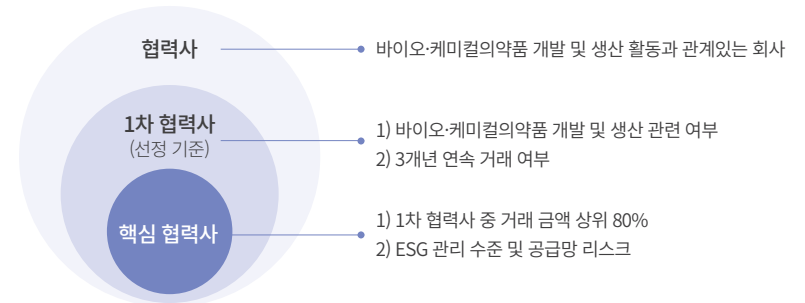 협력사
바이오·케미컬의약품 개발 및 생산 활동과 관계있는 회사
1차 협력사
(선정 기준)
1) 바이오·케미컬의약품 개발 및 생산 관련 여부
2) 3개년 연속 거래 여부
핵심 협력사
1) 1차 협력사 중 거래 금액 상위 80%
2) ESG 관리 수준 및 공급망 리스크